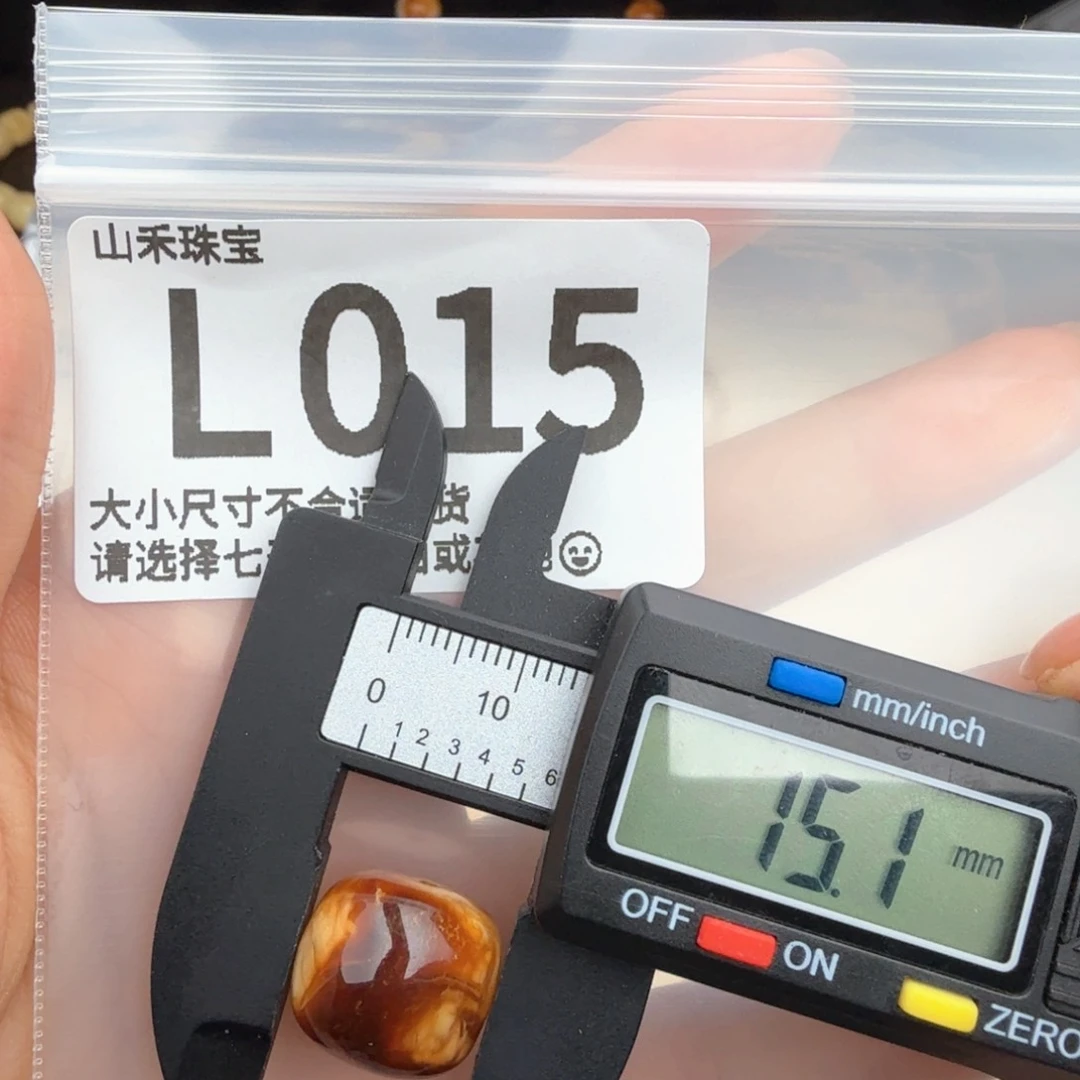 山禾珠宝
L015
大小尺寸不合适 货
请选择七 或
0 10
1 2 3 4 5 6
mm/inch
15.1 mm
OFF ON
ZERO